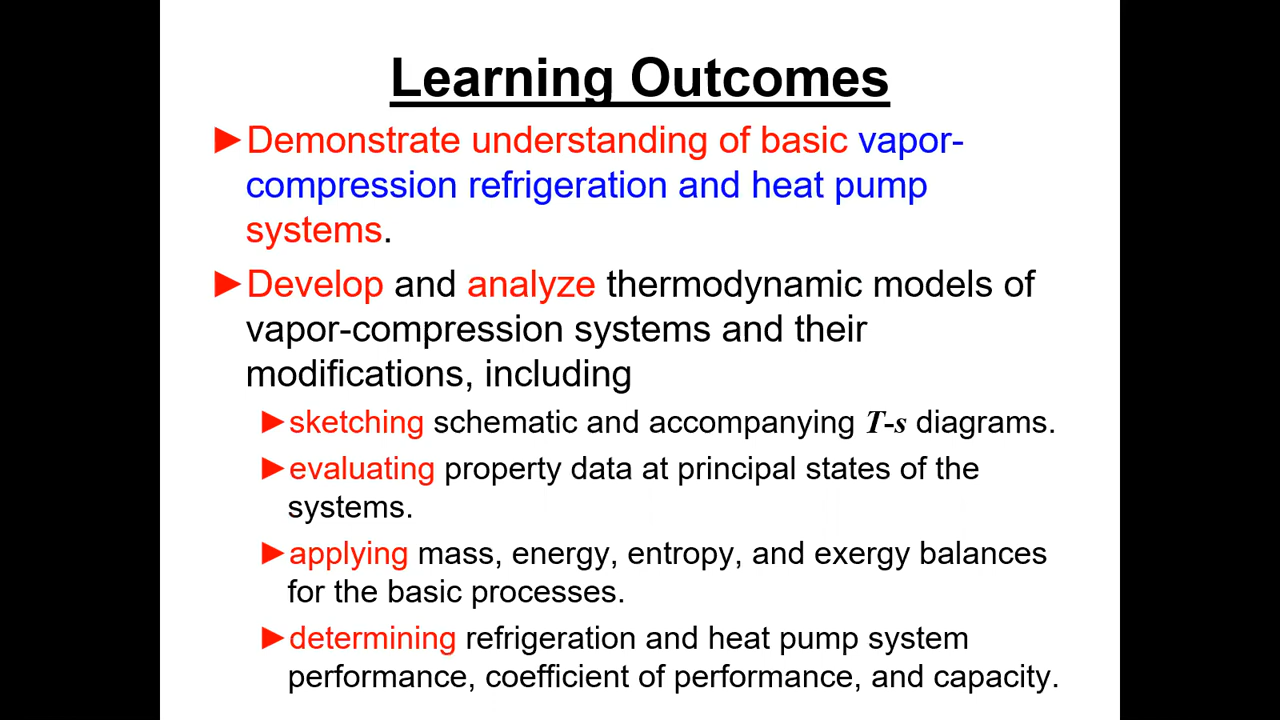 Learning Outcomes
►Demonstrate understanding of basic vapor-
compression refrigeration and heat pump
systems.
►Develop and analyze thermodynamic models of
vapor-compression systems and their
modifications, including
►sketching schematic and accompanying T-s diagrams.
►evaluating property data at principal states of the
systems.
►applying mass, energy, entropy, and exergy balances
for the basic processes.
►determining refrigeration and heat pump system
performance, coefficient of performance, and capacity.